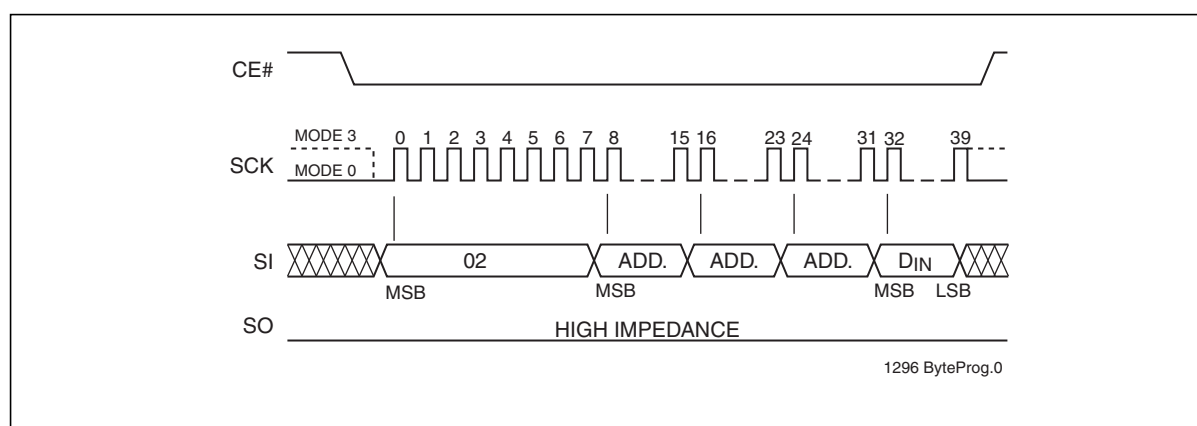 CE#
MODE 3
0 1 2 3 4 5 6 7 8 15 16 23 24 31 32 39
SCK
MODE 0
SI
02 ADD. ADD. ADD. DIN
MSB MSB MSB LSB
SO
HIGH IMPEDANCE
1296 ByteProg.0